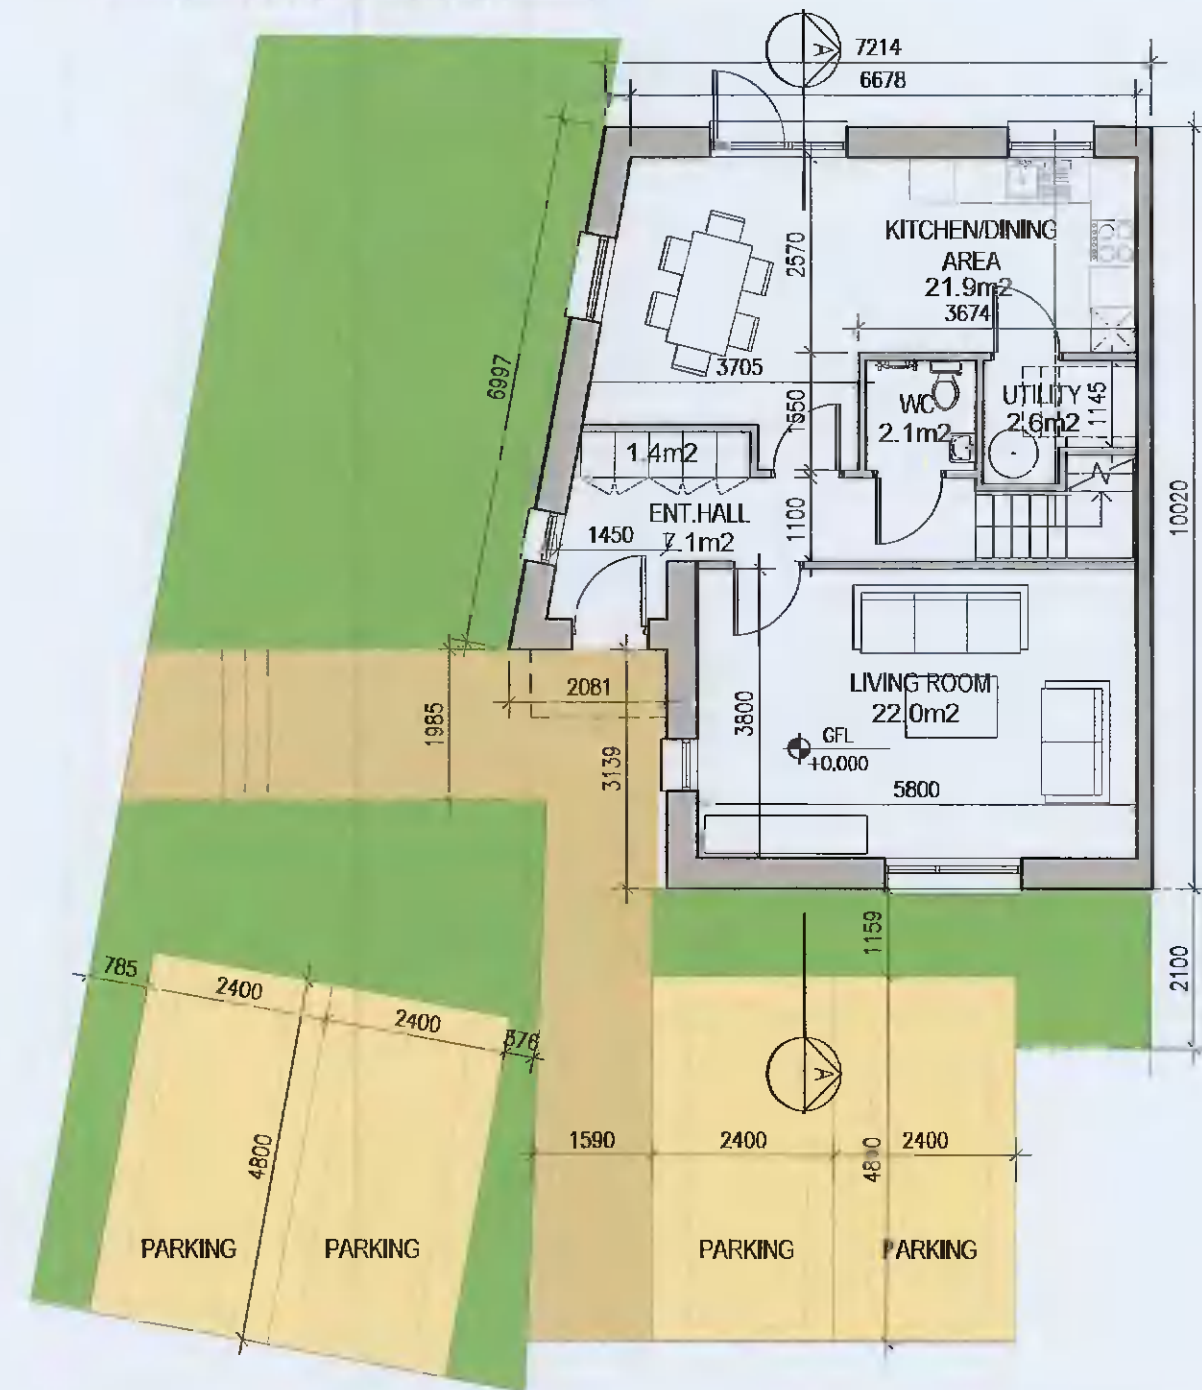 A
7214
6678
KITCHEN/DINING
AREA
21.9m2
2570
3674
3705
6997
WC
2.1m2
UTILITY
2.6m2
1145
1550
1.4m2
ENT.HALL
7.1m2
1450
1100
10020
LIVING ROOM
22.0m2
2081
1985
3139
3800
GFL
+0.000
5800
1159
2100
785
2400
2400
576
A
4800
1590
2400
4800
2400
PARKING
PARKING
PARKING
PARKING